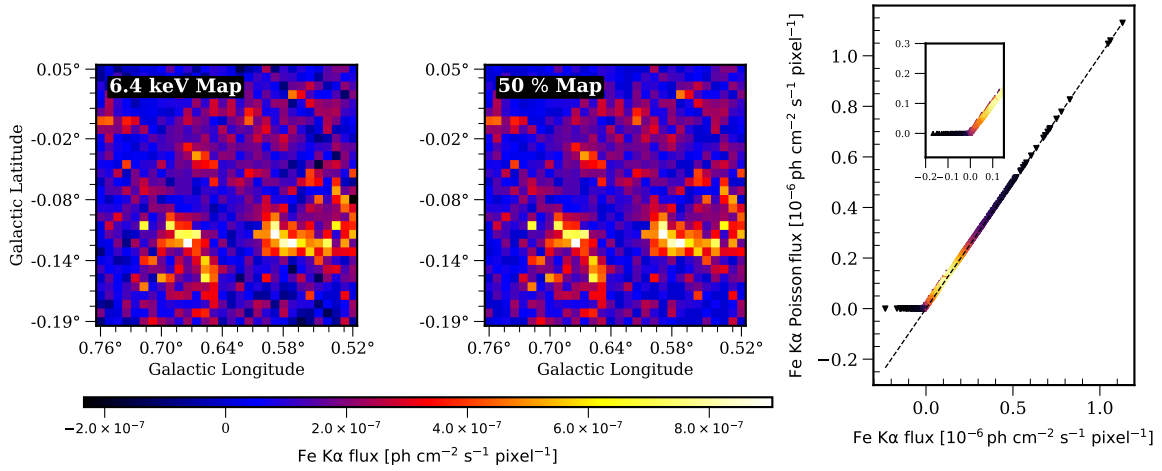 6.4 keV Map
0.05°
-0.02°
-0.08°
-0.14°
-0.19°
Galactic Latitude
0.76° 0.70° 0.64° 0.58° 0.52°
Galactic Longitude
50 % Map
0.05°
-0.02°
-0.08°
-0.14°
-0.19°
0.76° 0.70° 0.64° 0.58° 0.52°
Galactic Longitude
−2.0 × 10⁻⁷ 0 2.0 × 10⁻⁷ 4.0 × 10⁻⁷ 6.0 × 10⁻⁷ 8.0 × 10⁻⁷
Fe Kα flux [ph cm⁻² s⁻¹ pixel⁻¹]
Fe Kα Poisson flux [10⁻⁶ ph cm⁻² s⁻¹ pixel⁻¹]
1.0
0.8
0.6
0.4
0.2
0.0
−0.2
0.3
0.2
0.1
0.0
−0.2 −0.1 0.0 0.1
0.0 0.5 1.0
Fe Kα flux [10⁻⁶ ph cm⁻² s⁻¹ pixel⁻¹]